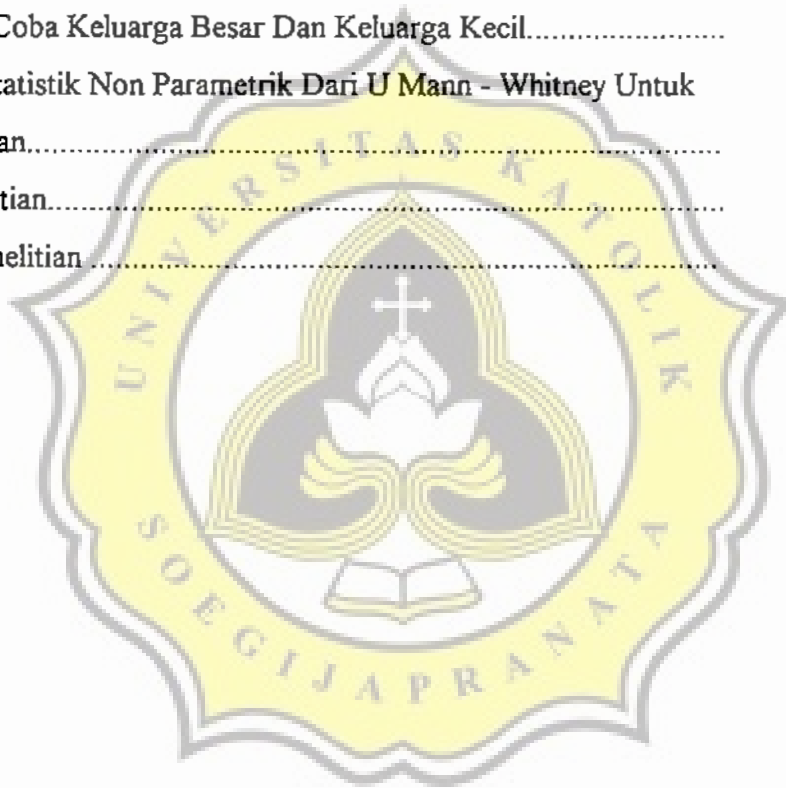 Coba Keluarga Besar Dan Keluarga Kecil......................
tatistik Non Parametrik Dari U Mann - Whitney Untuk
an..............................................................................
tian............................................................................
nelitian ......................................................................
UNIVERSITAS KATOLIK
SOEGIJAPRANATA